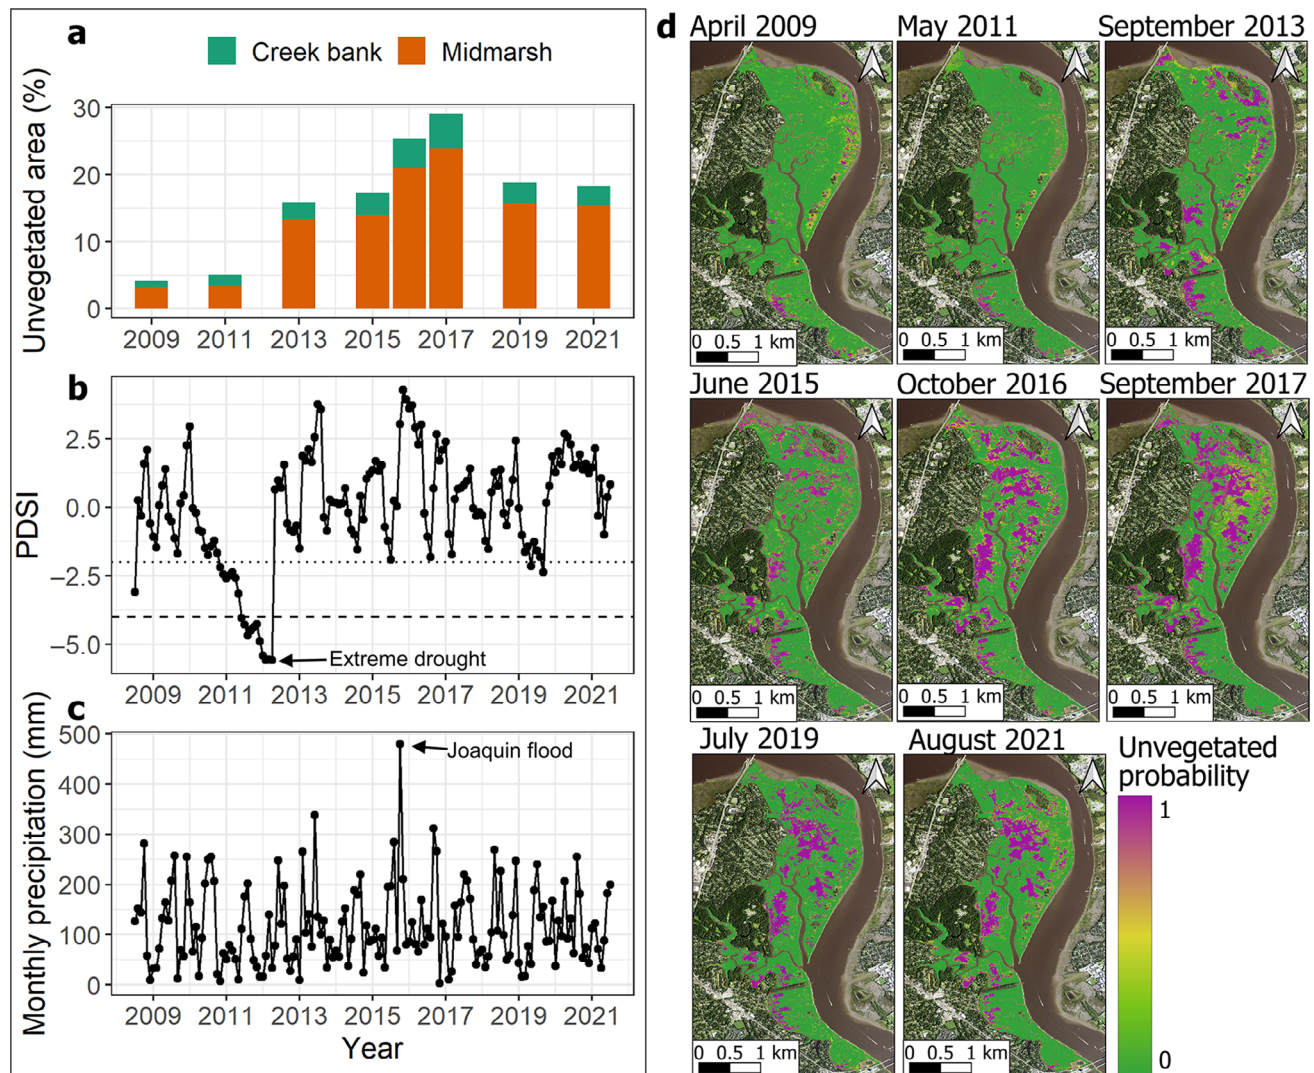 a
Creek bank
Midmarsh
Unvegetated area (%)
30
20
10
0
2009 2011 2013 2015 2017 2019 2021
b
PDSI
2.5
0.0
−2.5
−5.0
Extreme drought
2009 2011 2013 2015 2017 2019 2021
c
Monthly precipitation (mm)
500
400
300
200
100
0
Joaquin flood
2009 2011 2013 2015 2017 2019 2021
Year
d
April 2009
0 0.5 1 km
May 2011
0 0.5 1 km
September 2013
0 0.5 1 km
June 2015
0 0.5 1 km
October 2016
0 0.5 1 km
September 2017
0 0.5 1 km
July 2019
0 0.5 1 km
August 2021
0 0.5 1 km
Unvegetated
probability
1
0